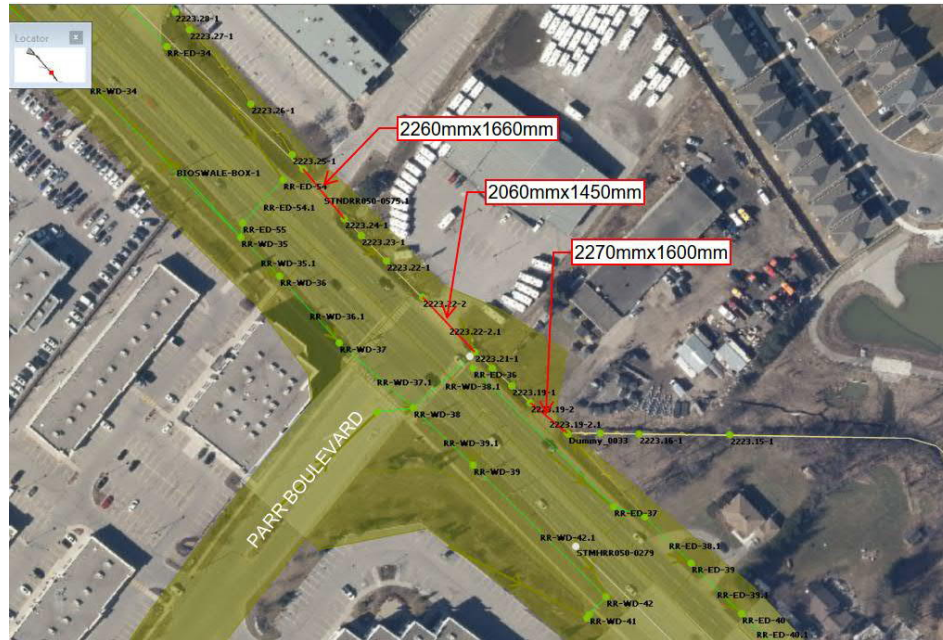 2223.28-1
2223.27-1
Locator
x
RR-ED-34
RR-WD-34
2223.26-1
2260mmx1660mm
2223.25-1
BIOSWALE-BOX-1
RR-ED-54
2060mmx1450mm
STNDRR050-0575.1
RR-ED-54.1
2223.24-1
RR-ED-55
2223.23-1
RR-WD-35
2270mmx1600mm
RR-WD-35.1
2223.22-1
RR-WD-36
2223.22-2
RR-WD-36.1
2223.22-2.1
RR-WD-37
2223.21-1
RR-ED-36
RR-WD-37.1
RR-WD-38.1
2223.19-1
2223.19-2
RR-WD-38
2223.19-2.1
Dummy_0033
2223.16-1
2223.15-1
RR-WD-39.1
PARR BOULEVARD
RR-WD-39
RR-ED-37
RR-WD-42.1
RR-ED-38.1
STMHRR050-0279
RR-ED-39
RR-ED-39.1
RR-WD-42
RR-WD-41
RR-ED-40
RR-ED-40.1